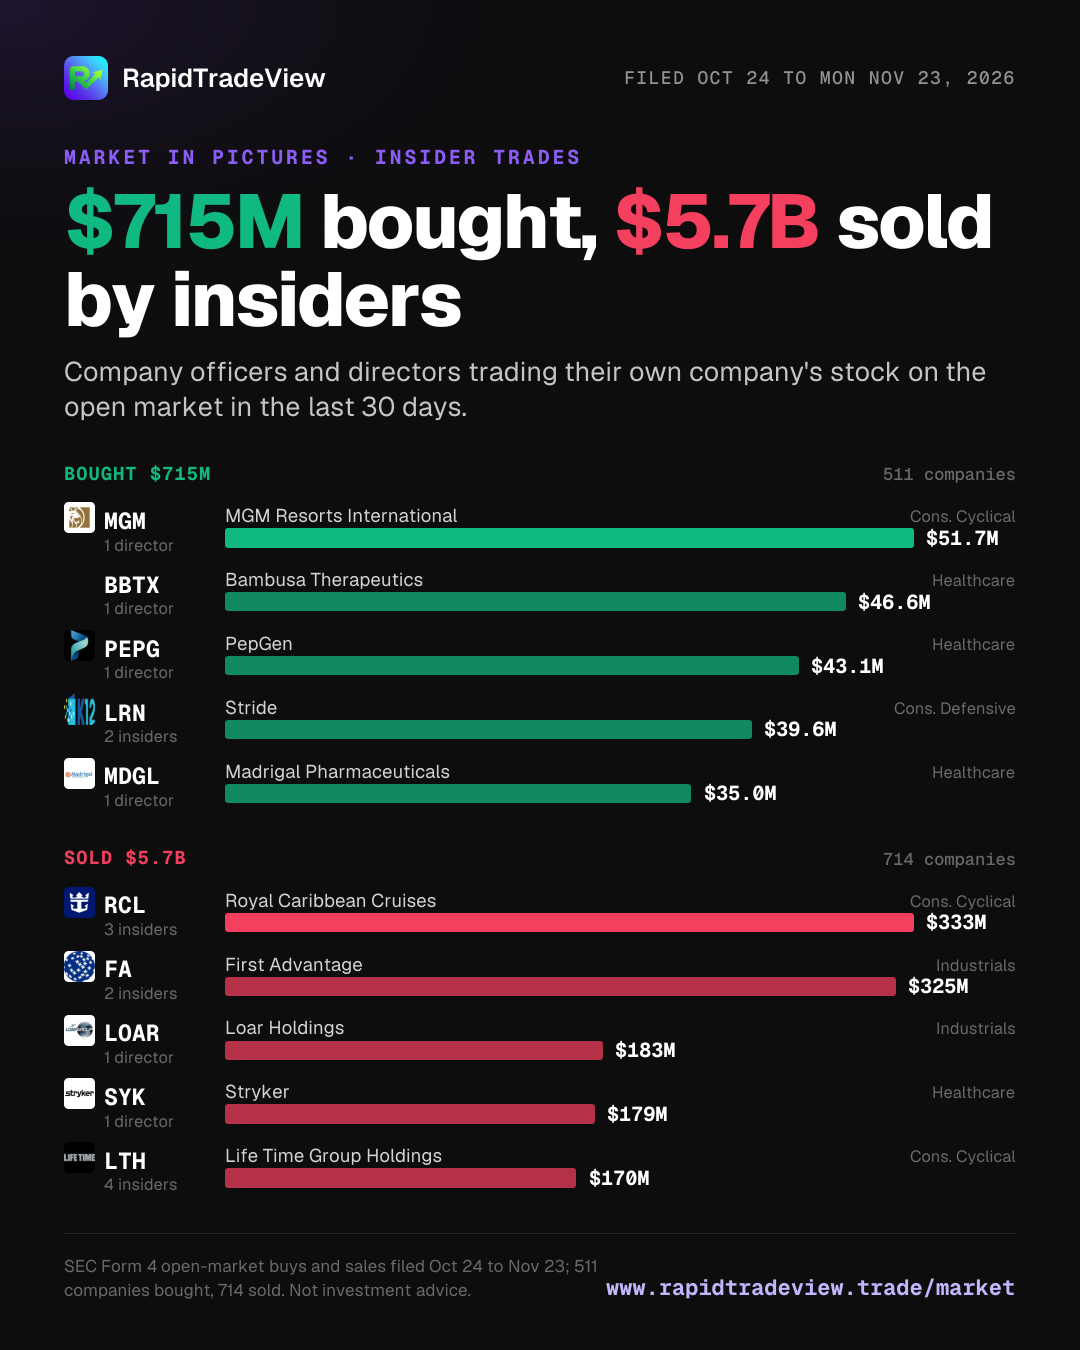 RapidTradeView
FILED OCT 24 TO MON NOV 23, 2026
MARKET IN PICTURES · INSIDER TRADES
$715M bought, $5.7B sold
by insiders
Company officers and directors trading their own company's stock on the
open market in the last 30 days.
BOUGHT $715M
511 companies
MGM
1 director
MGM Resorts International
Cons. Cyclical
$51.7M
BBTX
1 director
Bambusa Therapeutics
Healthcare
$46.6M
PEPG
1 director
PepGen
Healthcare
$43.1M
K12
LRN
2 insiders
Stride
Cons. Defensive
$39.6M
Madrigal
MDGL
1 director
Madrigal Pharmaceuticals
Healthcare
$35.0M
SOLD $5.7B
714 companies
RCL
3 insiders
Royal Caribbean Cruises
Cons. Cyclical
$333M
FA
2 insiders
First Advantage
Industrials
$325M
LOAR
1 director
Loar Holdings
Industrials
$183M
stryker
SYK
1 director
Stryker
Healthcare
$179M
LIFE TIME
LTH
4 insiders
Life Time Group Holdings
Cons. Cyclical
$170M
SEC Form 4 open-market buys and sales filed Oct 24 to Nov 23; 511
companies bought, 714 sold. Not investment advice.
www.rapidtradeview.trade/market